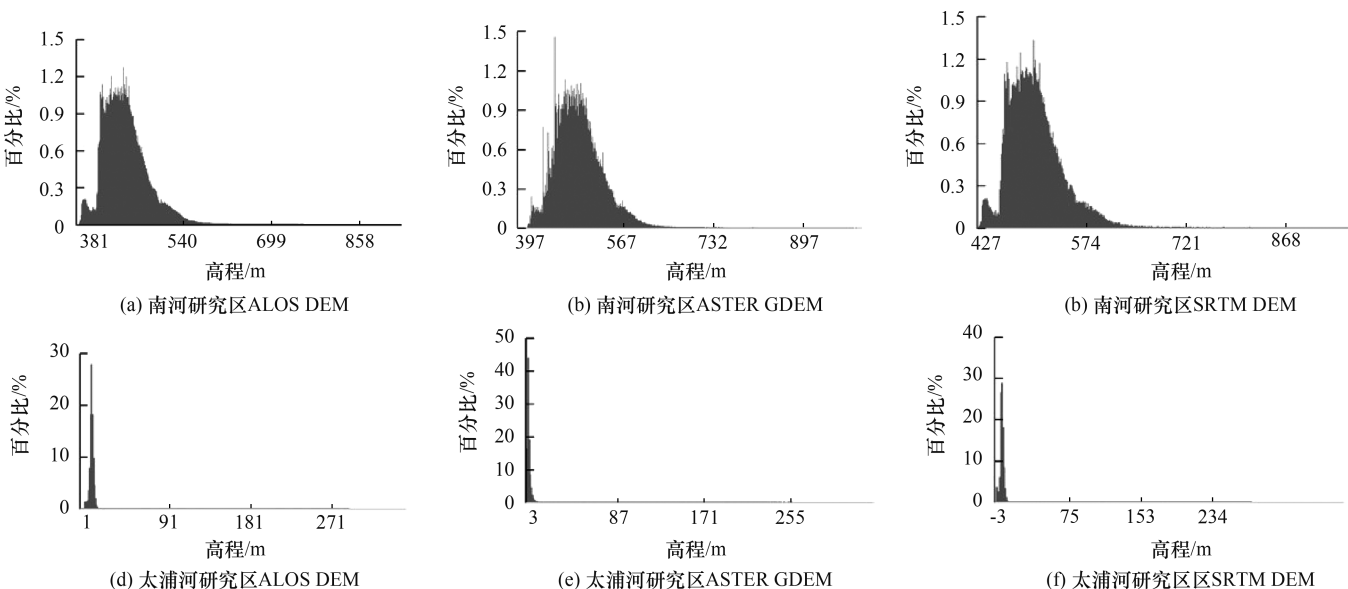 1.5
1.2
0.9
0.6
0.3
0
百分比/%
381 540 699 858
高程/m
(a) 南河研究区ALOS DEM
1.5
1.2
0.9
0.6
0.3
0
百分比/%
397 567 732 897
高程/m
(b) 南河研究区ASTER GDEM
1.5
1.2
0.9
0.6
0.3
0
百分比/%
427 574 721 868
高程/m
(b) 南河研究区SRTM DEM
30
20
10
0
百分比/%
1 91 181 271
高程/m
(d) 太浦河研究区ALOS DEM
50
40
30
20
10
0
百分比/%
3 87 171 255
高程/m
(e) 太浦河研究区ASTER GDEM
40
30
20
10
0
百分比/%
-3 75 153 234
高程/m
(f) 太浦河研究区区SRTM DEM